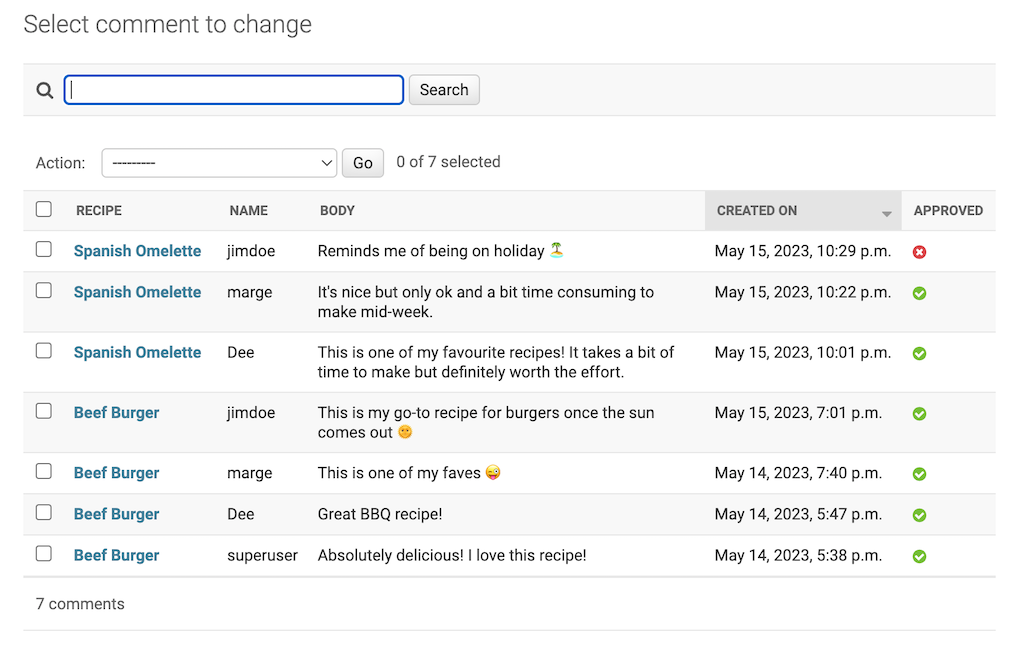 Select comment to change
Search
Action: --------- Go 0 of 7 selected
RECIPE NAME BODY CREATED ON APPROVED
Spanish Omelette jimdoe Reminds me of being on holiday 🏝️ May 15, 2023, 10:29 p.m.
Spanish Omelette marge It's nice but only ok and a bit time consuming to May 15, 2023, 10:22 p.m.
make mid-week.
Spanish Omelette Dee This is one of my favourite recipes! It takes a bit of May 15, 2023, 10:01 p.m.
time to make but definitely worth the effort.
Beef Burger jimdoe This is my go-to recipe for burgers once the sun May 15, 2023, 7:01 p.m.
comes out 🌞
Beef Burger marge This is one of my faves 😜 May 14, 2023, 7:40 p.m.
Beef Burger Dee Great BBQ recipe! May 14, 2023, 5:47 p.m.
Beef Burger superuser Absolutely delicious! I love this recipe! May 14, 2023, 5:38 p.m.
7 comments